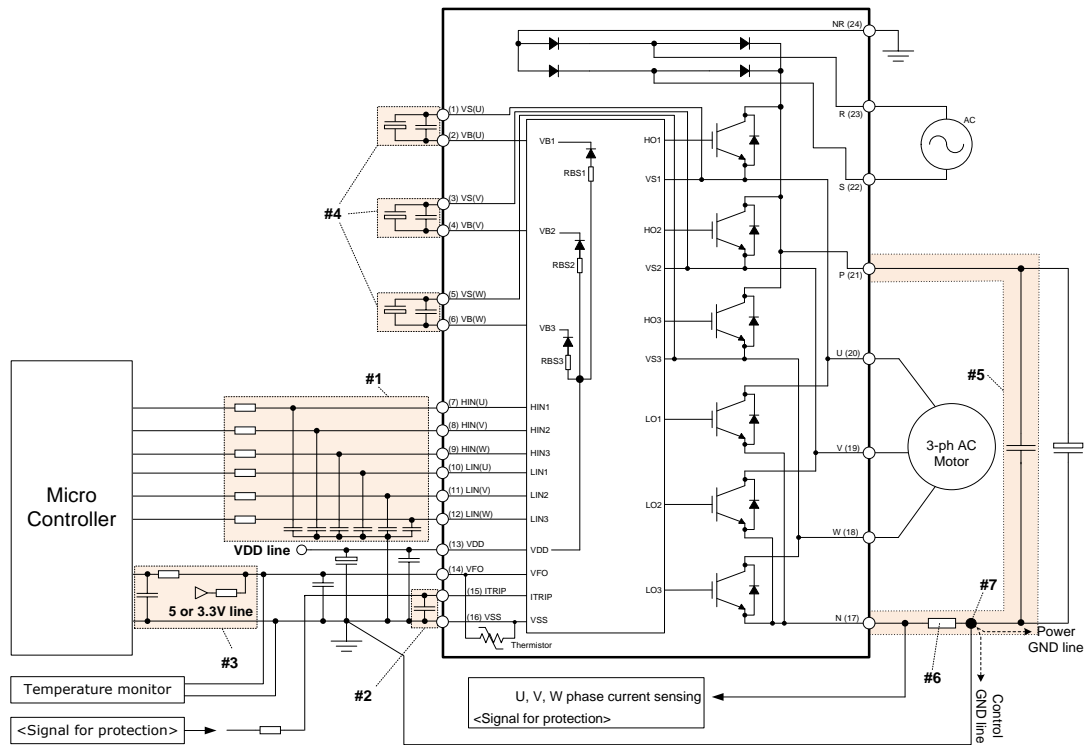 NR (24)
R (23)
AC
S (22)
(1) VS(U)
(2) VB(U)
(3) VS(V)
(4) VB(V)
(5) VS(W)
(6) VB(W)
#4
VB1
RBS1
VB2
RBS2
VB3
RBS3
HO1
VS1
HO2
VS2
HO3
VS3
LO1
LO2
LO3
P (21)
U (20)
V (19)
W (18)
N (17)
#5
3-ph AC
Motor
#1
Micro
Controller
(7) HIN(U)
(8) HIN(V)
(9) HIN(W)
(10) LIN(U)
(11) LIN(V)
(12) LIN(W)
(13) VDD
(14) VFO
(15) ITRIP
(16) VSS
HIN1
HIN2
HIN3
LIN1
LIN2
LIN3
VDD
VFO
ITRIP
VSS
Thermistor
VDD line
5 or 3.3V line
#3
#2
#7
#6
Power
GND line
Control
GND line
Temperature monitor
<Signal for protection>
U, V, W phase current sensing
<Signal for protection>